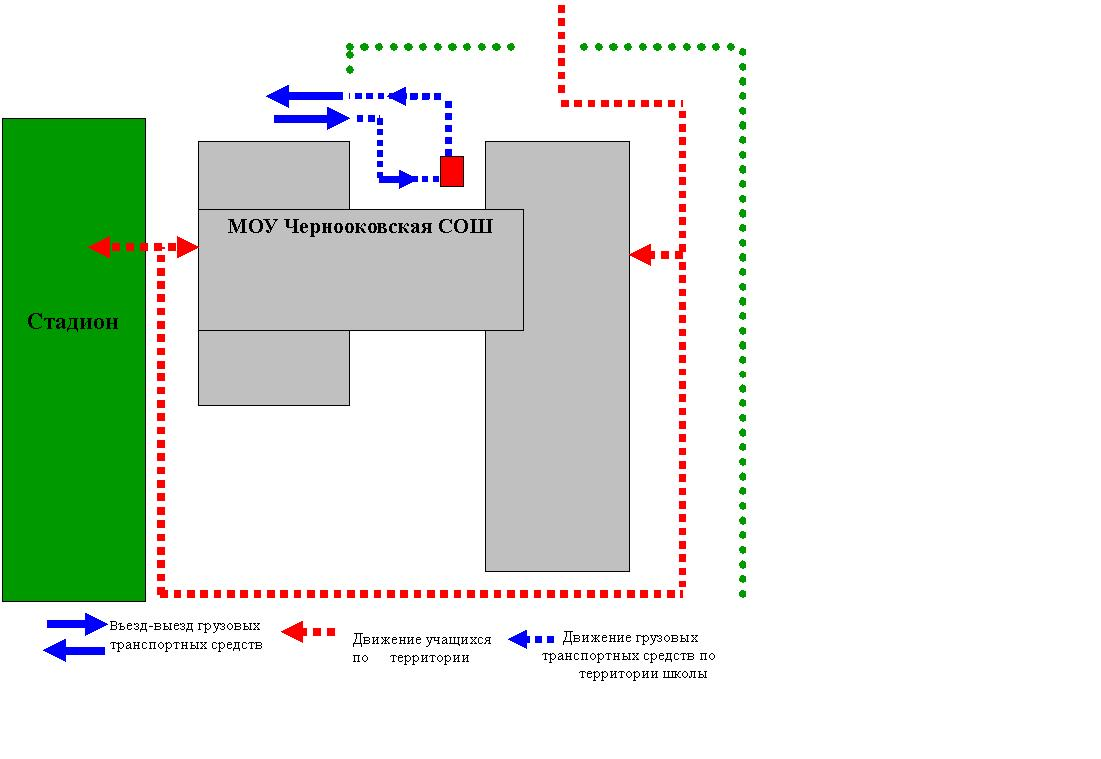 МОУ Чернооковская СОШ
Стадион
Въезд-выезд грузовых
транспортных средств
Движение учащихся
по территории
Движение грузовых
транспортных средств по
территории школы